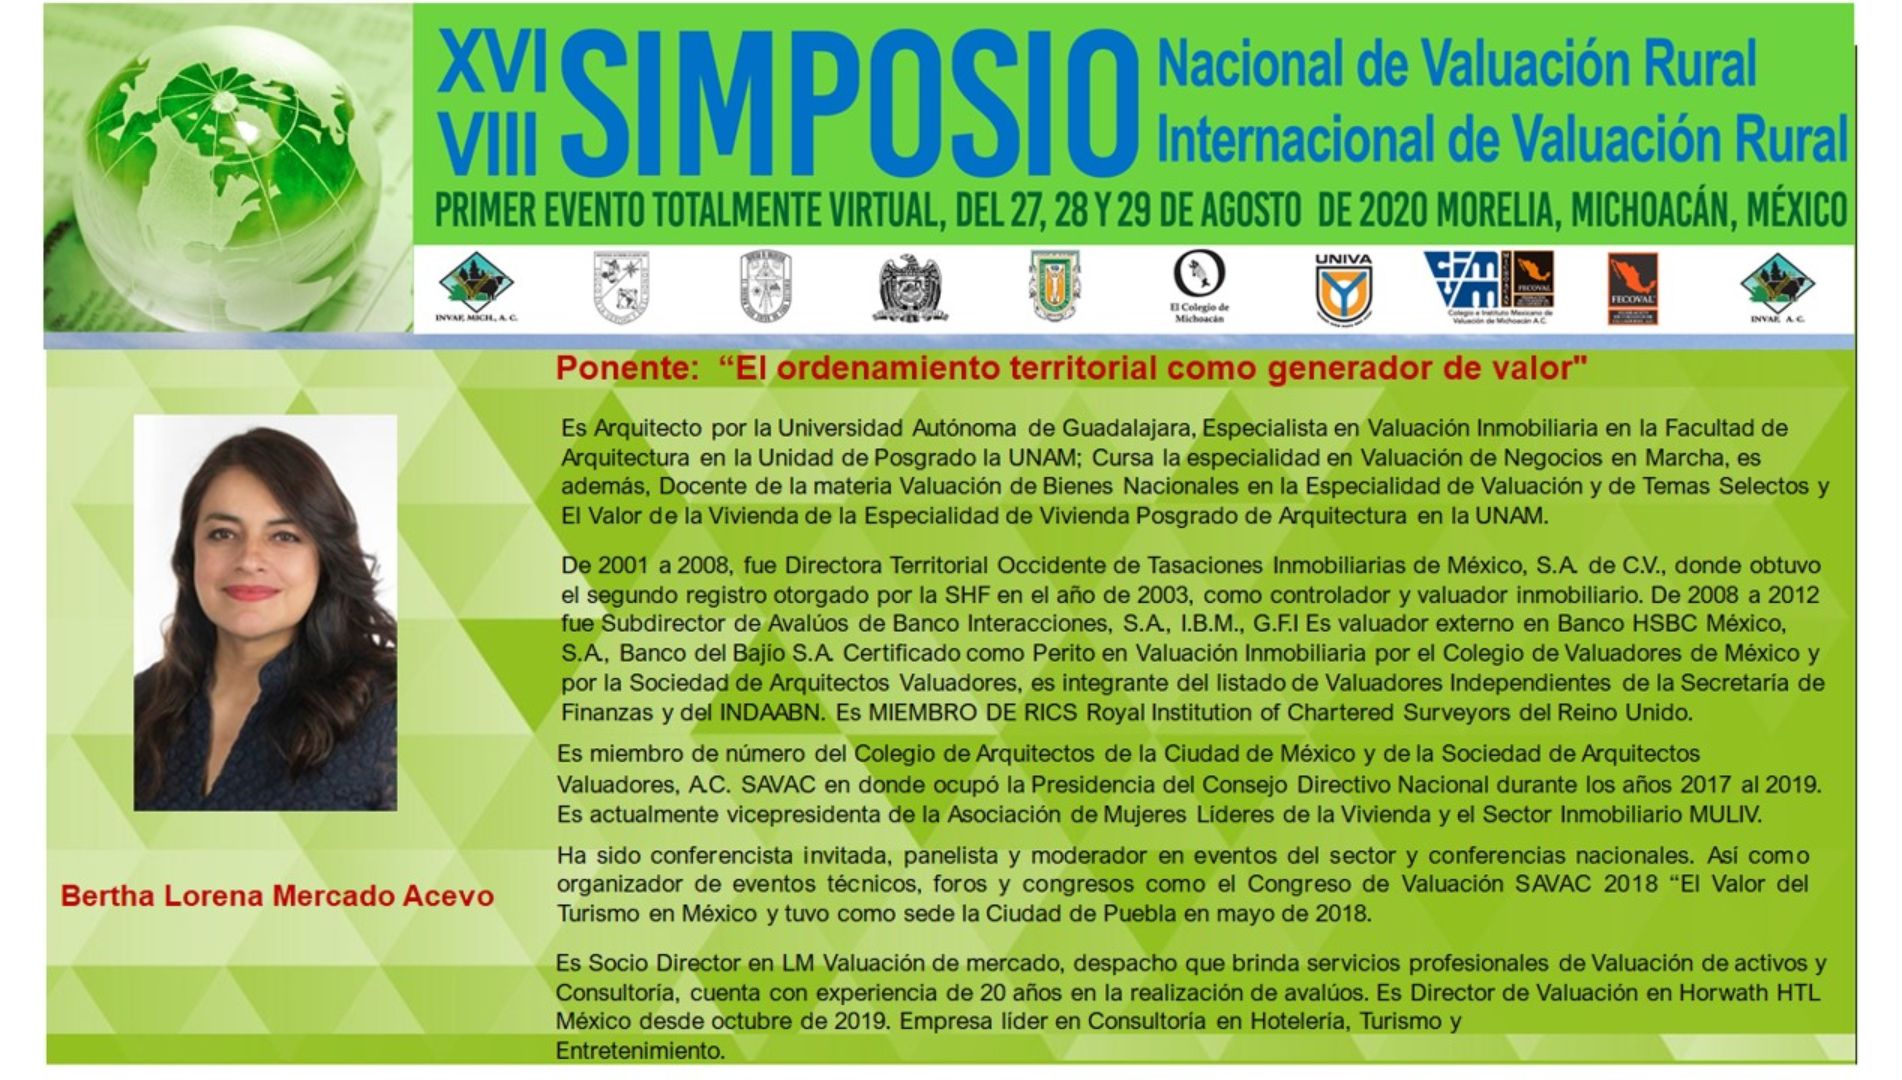 XVI
VIII
SIMPOSIO
Nacional de Valuación Rural
Internacional de Valuación Rural
PRIMER EVENTO TOTALMENTE VIRTUAL, DEL 27, 28 Y 29 DE AGOSTO DE 2020 MORELIA, MICHOACÁN, MÉXICO
INVAF, MICH., A. C.
El Colegio de
Michoacán
UNIVA
MICHOACÁN
FECOVAL
Colegio e Instituto Mexicano de
Valuación de Michoacán A.C.
FECOVAL
INVAF, A. C.
Ponente: “El ordenamiento territorial como generador de valor"
Es Arquitecto por la Universidad Autónoma de Guadalajara, Especialista en Valuación Inmobiliaria en la Facultad de
Arquitectura en la Unidad de Posgrado la UNAM; Cursa la especialidad en Valuación de Negocios en Marcha, es
además, Docente de la materia Valuación de Bienes Nacionales en la Especialidad de Valuación y de Temas Selectos y
El Valor de la Vivienda de la Especialidad de Vivienda Posgrado de Arquitectura en la UNAM.
De 2001 a 2008, fue Directora Territorial Occidente de Tasaciones Inmobiliarias de México, S.A. de C.V., donde obtuvo
el segundo registro otorgado por la SHF en el año de 2003, como controlador y valuador inmobiliario. De 2008 a 2012
fue Subdirector de Avalúos de Banco Interacciones, S.A., I.B.M., G.F.I Es valuador externo en Banco HSBC México,
S.A., Banco del Bajío S.A. Certificado como Perito en Valuación Inmobiliaria por el Colegio de Valuadores de México y
por la Sociedad de Arquitectos Valuadores, es integrante del listado de Valuadores Independientes de la Secretaría de
Finanzas y del INDAABN. Es MIEMBRO DE RICS Royal Institution of Chartered Surveyors del Reino Unido.
Es miembro de número del Colegio de Arquitectos de la Ciudad de México y de la Sociedad de Arquitectos
Valuadores, A.C. SAVAC en donde ocupó la Presidencia del Consejo Directivo Nacional durante los años 2017 al 2019.
Es actualmente vicepresidenta de la Asociación de Mujeres Líderes de la Vivienda y el Sector Inmobiliario MULIV.
Ha sido conferencista invitada, panelista y moderador en eventos del sector y conferencias nacionales. Así como
organizador de eventos técnicos, foros y congresos como el Congreso de Valuación SAVAC 2018 “El Valor del
Turismo en México y tuvo como sede la Ciudad de Puebla en mayo de 2018.
Bertha Lorena Mercado Acevo
Es Socio Director en LM Valuación de mercado, despacho que brinda servicios profesionales de Valuación de activos y
Consultoría, cuenta con experiencia de 20 años en la realización de avalúos. Es Director de Valuación en Horwath HTL
México desde octubre de 2019. Empresa líder en Consultoría en Hotelería, Turismo y
Entretenimiento.